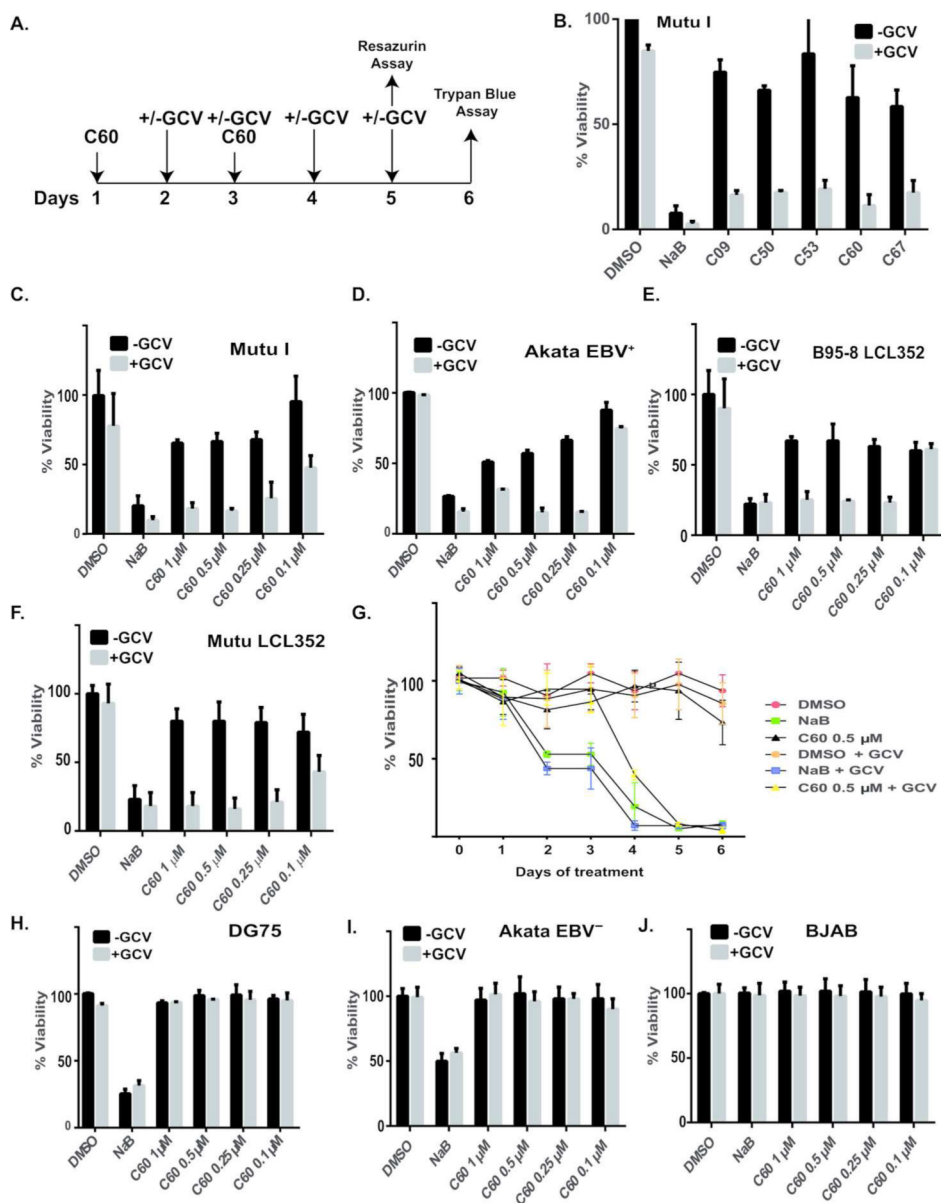 A.
Resazurin
Assay
Trypan Blue
Assay
+/-GCV +/-GCV +/-GCV +/-GCV
C60 C60
Days 1 2 3 4 5 6
B.
Mutu I
-GCV
+GCV
% Viability
100
50
0
DMSO NaB C09 C50 C53 C60 C67
C.
Mutu I
-GCV
+GCV
% Viability
100
50
0
DMSO NaB C60 1 µM C60 0.5 µM C60 0.25 µM C60 0.1 µM
D.
Akata EBV⁺
-GCV
+GCV
% Viability
100
50
0
DMSO NaB C60 1 µM C60 0.5 µM C60 0.25 µM C60 0.1 µM
E.
B95-8 LCL352
-GCV
+GCV
% Viability
100
50
0
DMSO NaB C60 1 µM C60 0.5 µM C60 0.25 µM C60 0.1 µM
F.
Mutu LCL352
-GCV
+GCV
% Viability
100
50
0
DMSO NaB C60 1 µM C60 0.5 µM C60 0.25 µM C60 0.1 µM
G.
% Viability
100
50
0 1 2 3 4 5 6
Days of treatment
DMSO
NaB
C60 0.5 µM
DMSO + GCV
NaB + GCV
C60 0.5 µM + GCV
H.
DG75
-GCV
+GCV
% Viability
100
50
0
DMSO NaB C60 1 µM C60 0.5 µM C60 0.25 µM C60 0.1 µM
I.
Akata EBV⁻
-GCV
+GCV
% Viability
100
50
0
DMSO NaB C60 1 µM C60 0.5 µM C60 0.25 µM C60 0.1 µM
J.
BJAB
-GCV
+GCV
% Viability
100
50
0
DMSO NaB C60 1 µM C60 0.5 µM C60 0.25 µM C60 0.1 µM